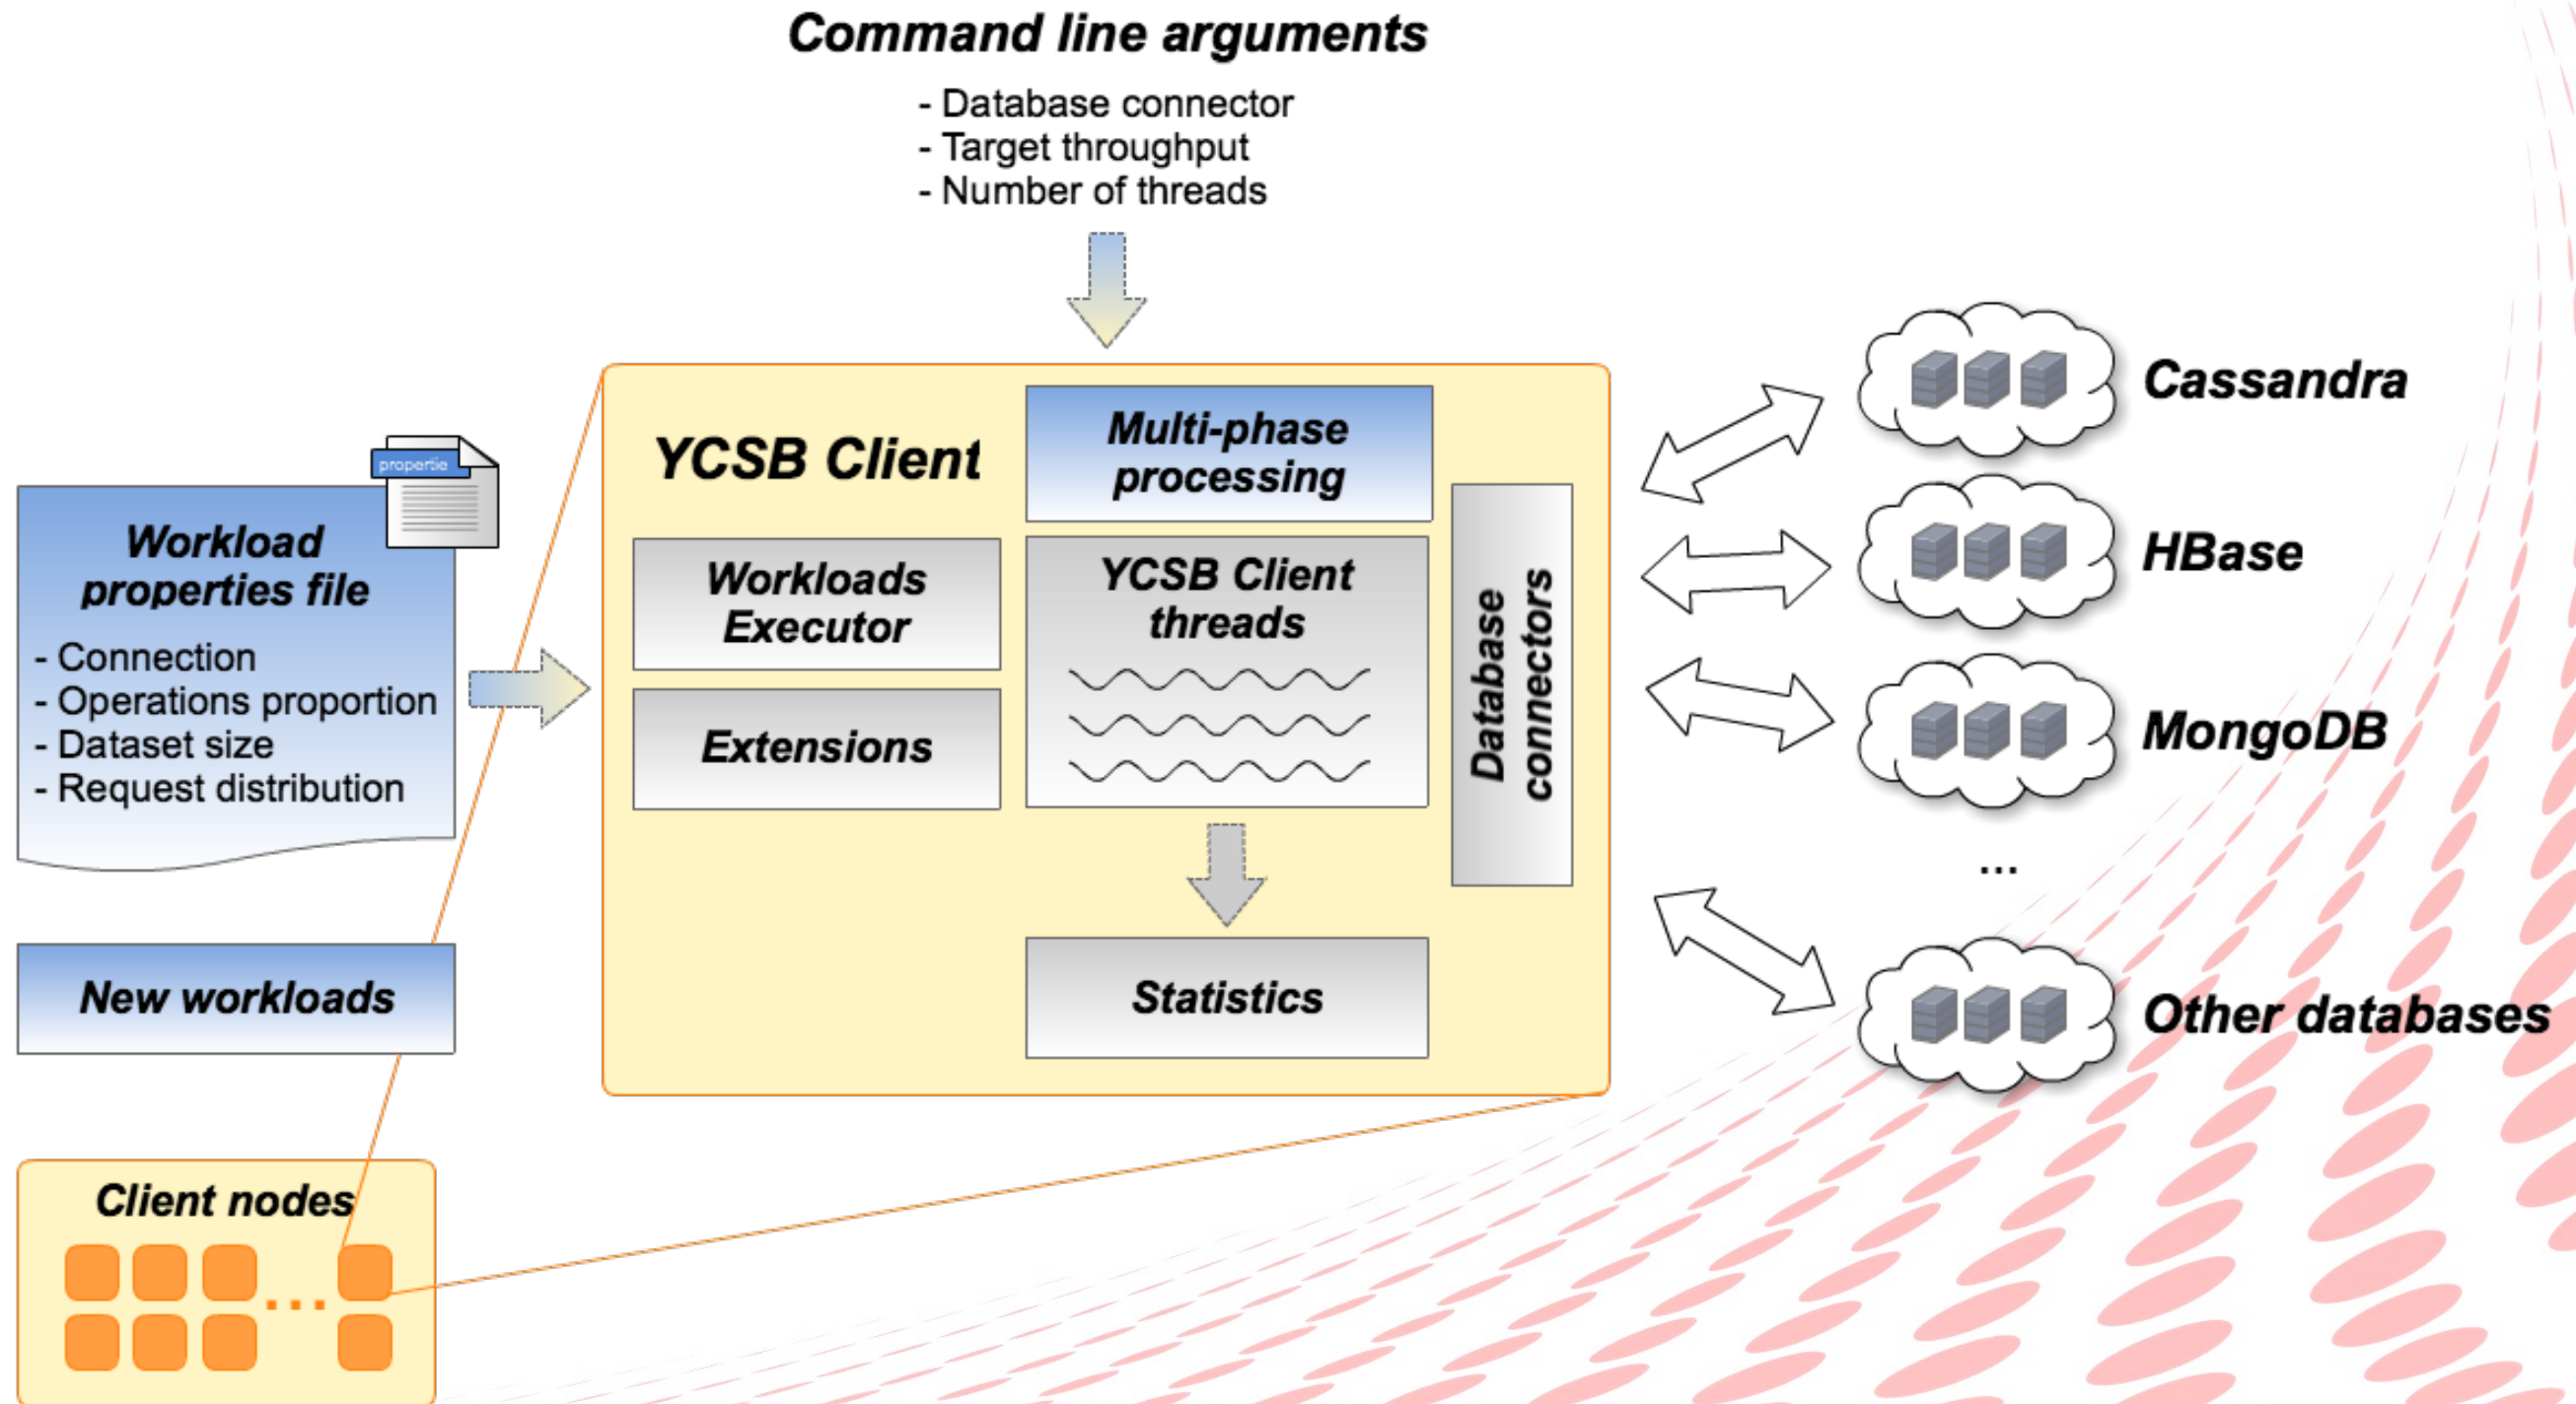 Command line arguments
- Database connector
- Target throughput
- Number of threads
propertie
Workload
properties file
- Connection
- Operations proportion
- Dataset size
- Request distribution
New workloads
Client nodes
...
YCSB Client
Multi-phase
processing
Workloads
Executor
Extensions
YCSB Client
threads
Statistics
Database
connectors
Cassandra
HBase
MongoDB
...
Other databases